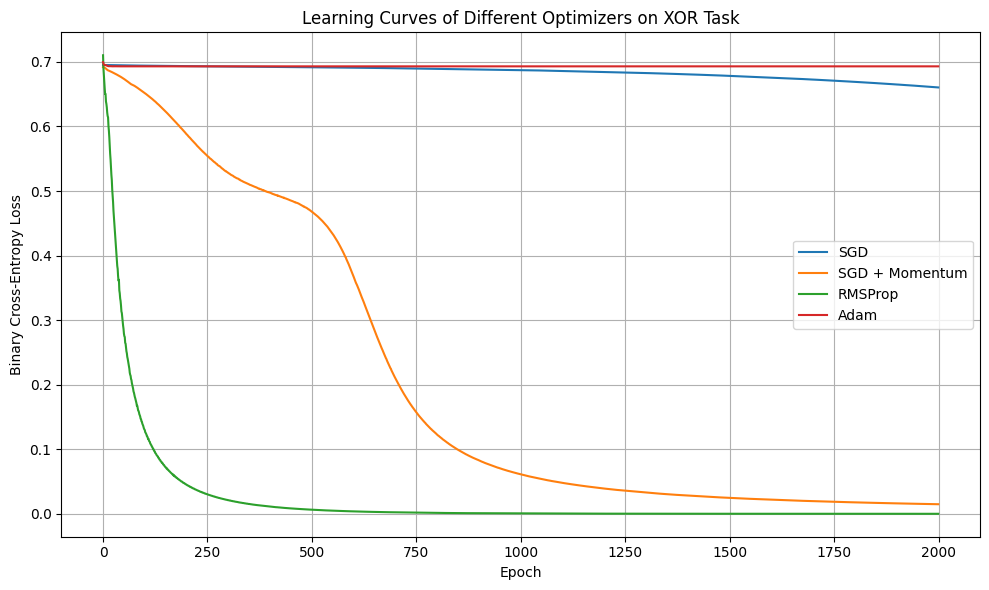 Learning Curves of Different Optimizers on XOR Task
Binary Cross-Entropy Loss
0.7
0.6
0.5
0.4
0.3
0.2
0.1
0.0
SGD
SGD + Momentum
RMSProp
Adam
0 250 500 750 1000 1250 1500 1750 2000
Epoch